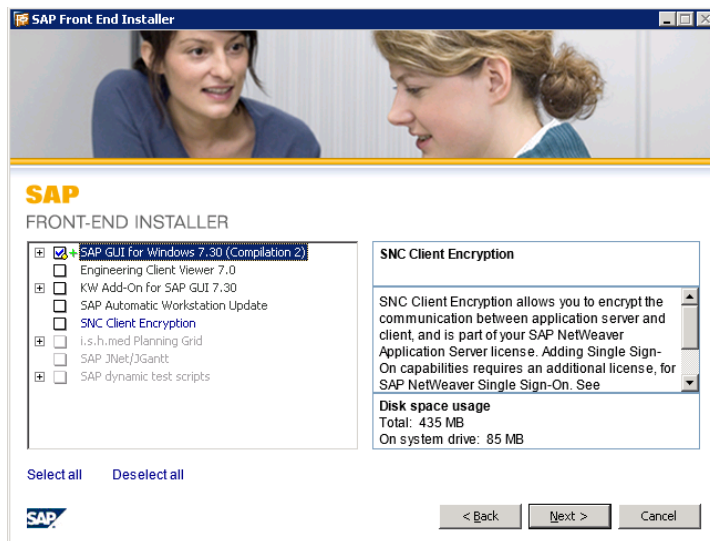 SAP Front End Installer
SAP
FRONT-END INSTALLER
SAP GUI for Windows 7.30 (Compilation 2)
Engineering Client Viewer 7.0
KW Add-On for SAP GUI 7.30
SAP Automatic Workstation Update
SNC Client Encryption
i.s.h.med Planning Grid
SAP JNet/JGantt
SAP dynamic test scripts
SNC Client Encryption
SNC Client Encryption allows you to encrypt the
communication between application server and
client, and is part of your SAP NetWeaver
Application Server license. Adding Single Sign-
On capabilities requires an additional license, for
SAP NetWeaver Single Sign-On. See
Disk space usage
Total: 435 MB
On system drive: 85 MB
Select all Deselect all
SAP
< Back Next > Cancel